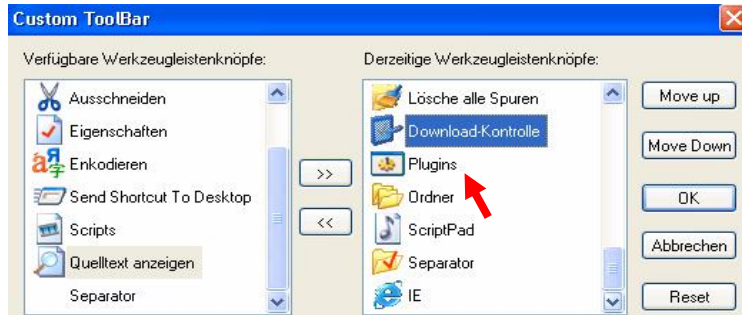 Custom ToolBar
Verfügbare Werkzeugleistenknöpfe:
Ausschneiden
Eigenschaften
Enkodieren
Send Shortcut To Desktop
Scripts
Quelltext anzeigen
Separator
>>
<<
Derzeitige Werkzeugleistenknöpfe:
Lösche alle Spuren
Download-Kontrolle
Plugins
Ordner
ScriptPad
Separator
IE
Move up
Move Down
OK
Abbrechen
Reset